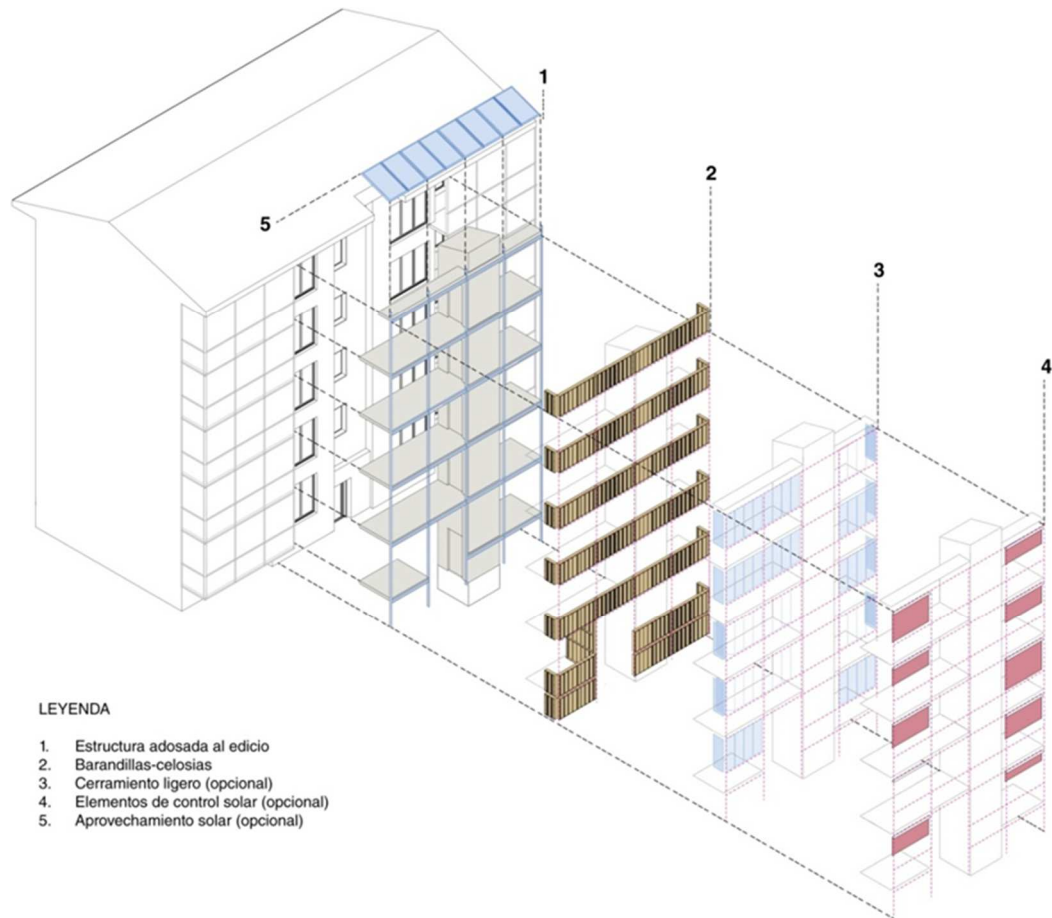 1
2
3
4
5
LEYENDA
1. Estructura adosada al edicio
2. Barandillas-celosias
3. Cerramiento ligero (opcional)
4. Elementos de control solar (opcional)
5. Aprovechamiento solar (opcional)